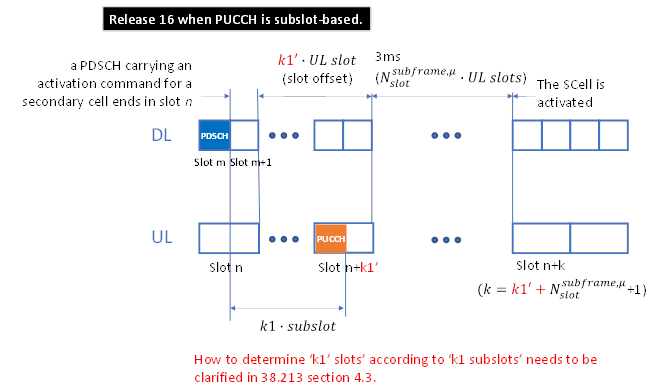 Release 16 when PUCCH is subslot-based.
a PDSCH carrying an
activation command for a
secondary cell ends in slot n
k1′ · UL slot
(slot offset)
3ms
(N_slot^subframe,μ · UL slots)
The SCell is
activated
DL
PDSCH
Slot m
Slot m+1
UL
PUCCH
Slot n
Slot n+k1′
Slot n+k
(k = k1′ + N_slot^subframe,μ+1)
k1 · subslot
How to determine ‘k1′ slots’ according to ‘k1 subslots’ needs to be
clarified in 38.213 section 4.3.